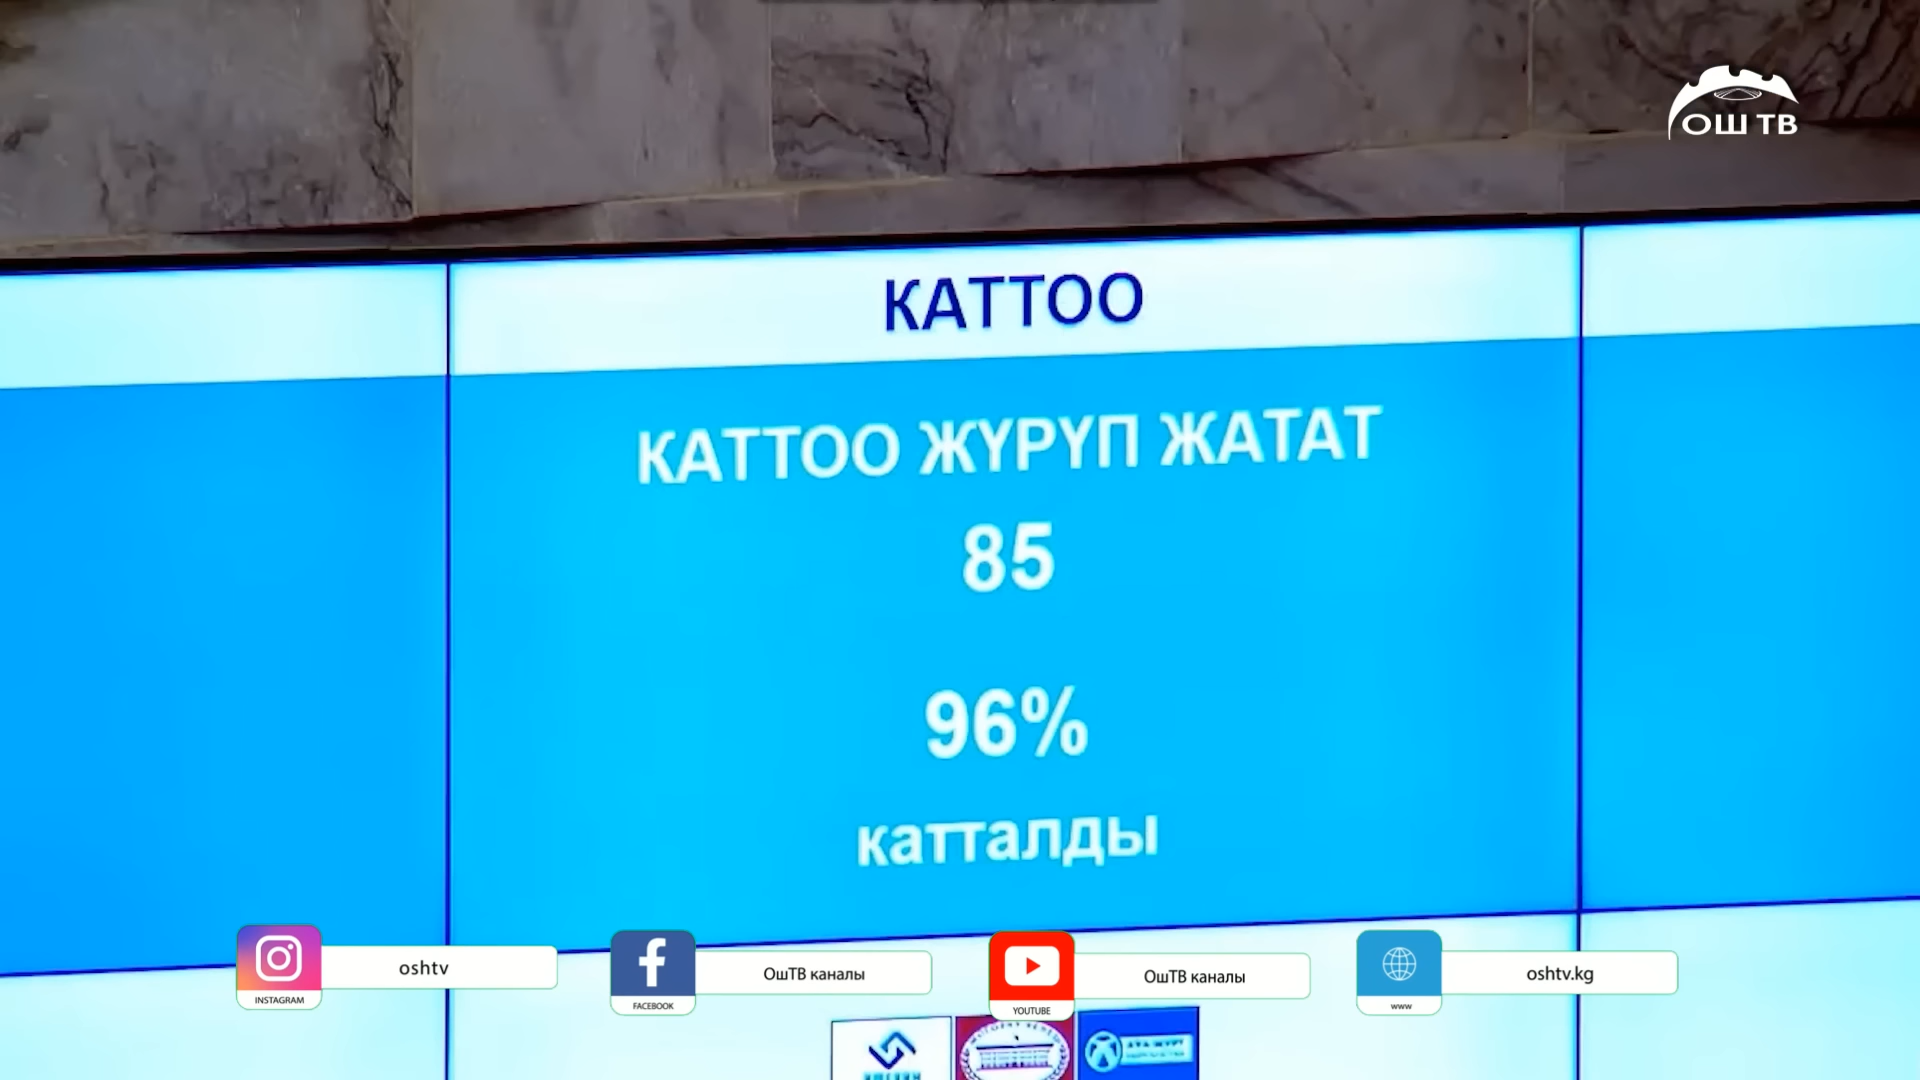 ОШ ТВ
КАТТОО
КАТТОО ЖҮРҮП ЖАТАТ
85
96%
катталды
oshtv
INSTAGRAM
ОшТВ каналы
FACEBOOK
ОшТВ каналы
YOUTUBE
oshtv.kg
www